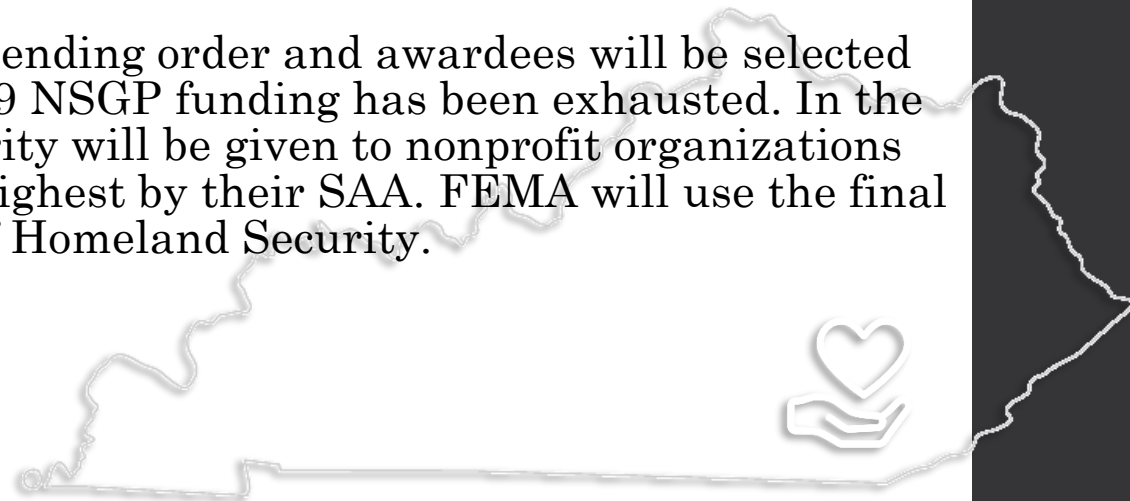 ending order and awardees will be selected
9 NSGP funding has been exhausted. In the
rity will be given to nonprofit organizations
ighest by their SAA. FEMA will use the final
f Homeland Security.